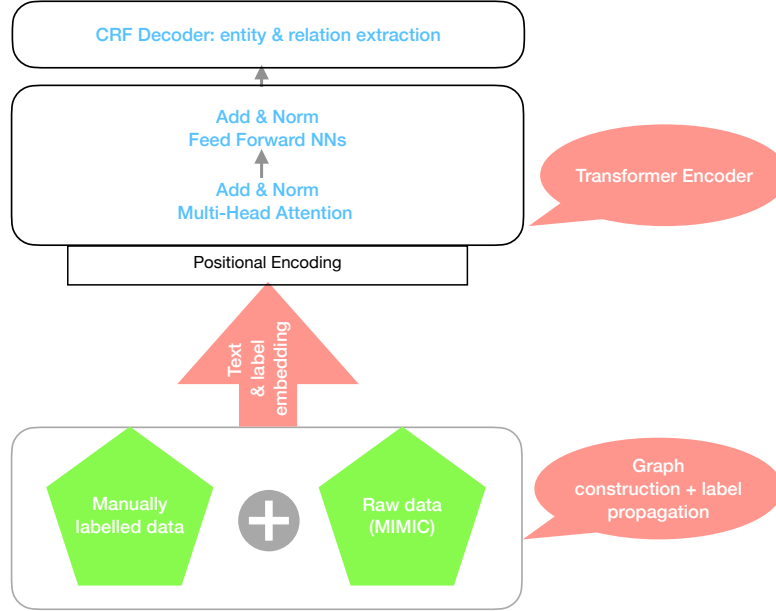 CRF Decoder: entity & relation extraction
Add & Norm
Feed Forward NNs
Add & Norm
Multi-Head Attention
Transformer Encoder
Positional Encoding
Text
& label
embedding
Manually
labelled data
Raw data
(MIMIC)
Graph
construction + label
propagation